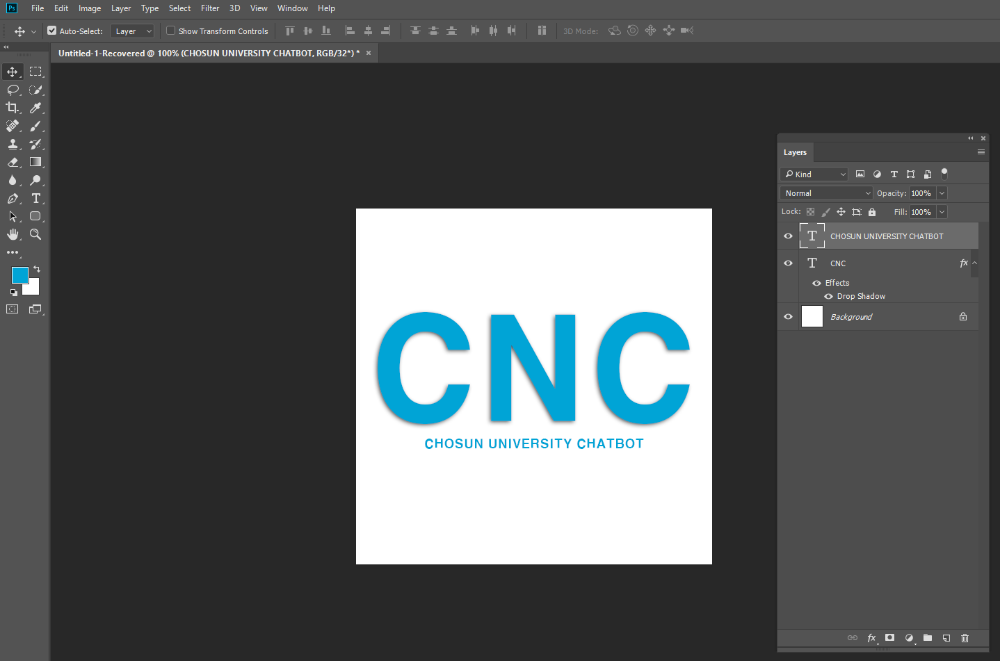 Ps File Edit Image Layer Type Select Filter 3D View Window Help
Auto-Select: Layer Show Transform Controls 3D Mode:
Untitled-1-Recovered @ 100% (CHOSUN UNIVERSITY CHATBOT, RGB/32*) *
Layers
Kind
Normal Opacity: 100%
Lock: Fill: 100%
CHOSUN UNIVERSITY CHATBOT
CNC fx
Effects
Drop Shadow
Background
CNC
CHOSUN UNIVERSITY CHATBOT
fx